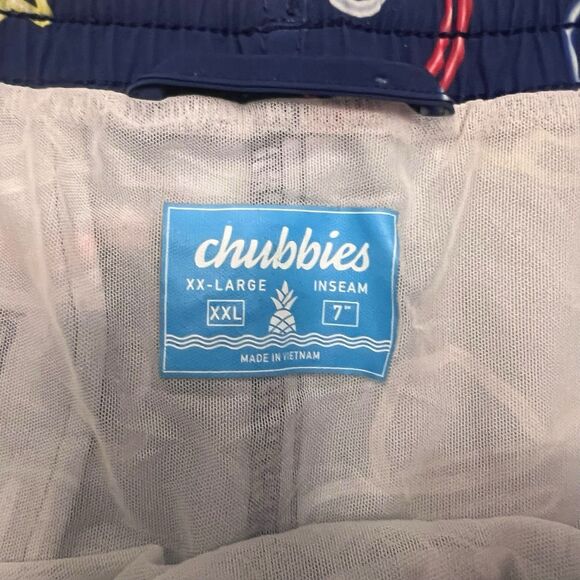 chubbies
XX-LARGE INSEAM
XXL 7"
MADE IN VIETNAM